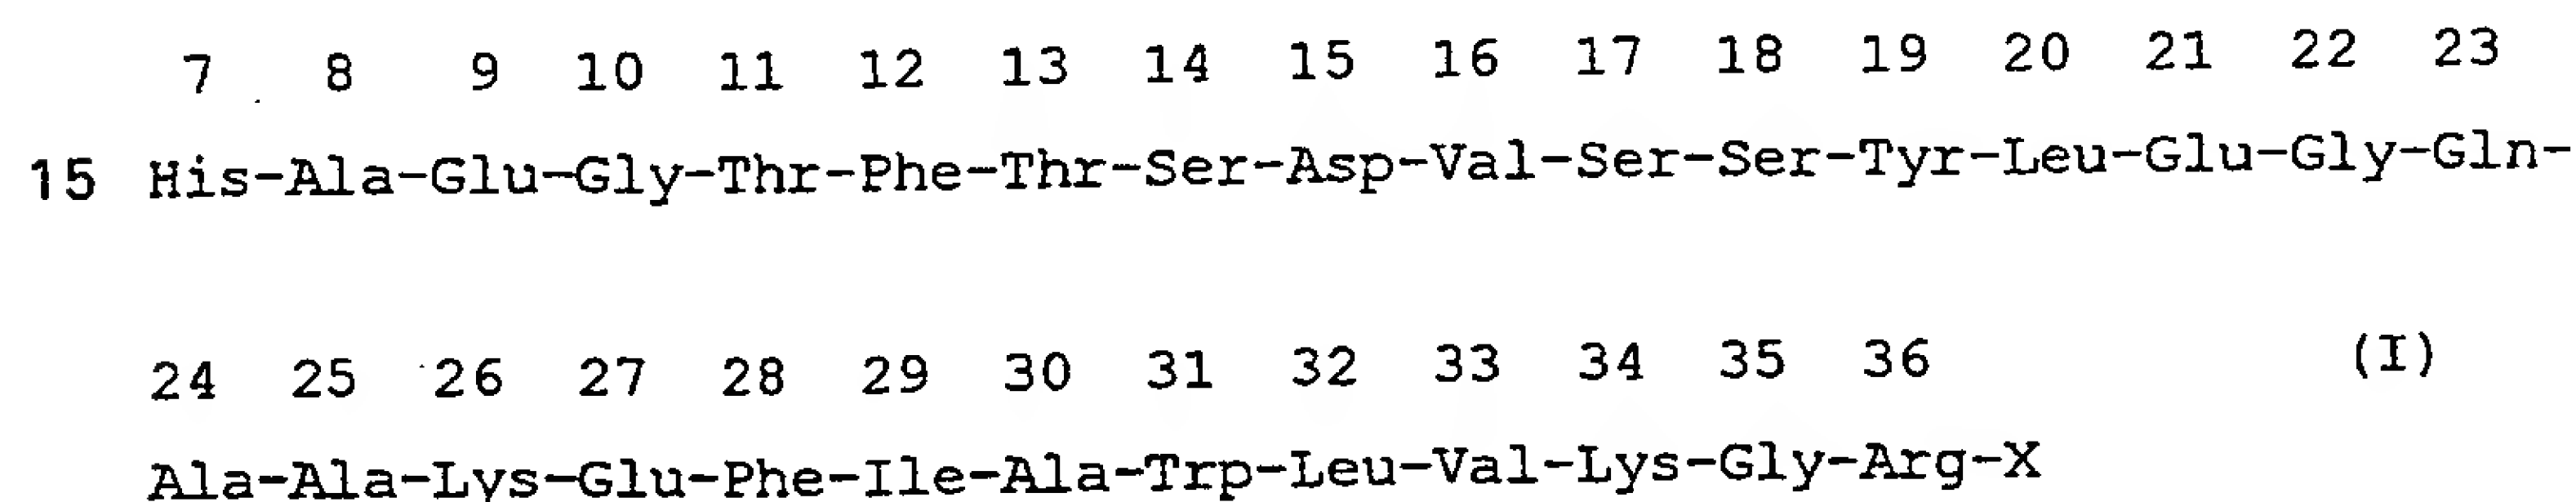 7 8 9 10 11 12 13 14 15 16 17 18 19 20 21 22 23
15 His-Ala-Glu-Gly-Thr-Phe-Thr-Ser-Asp-Val-Ser-Ser-Tyr-Leu-Glu-Gly-Gln-
24 25 26 27 28 29 30 31 32 33 34 35 36 (I)
Ala-Ala-Lys-Glu-Phe-Ile-Ala-Trp-Leu-Val-Lys-Gly-Arg-X